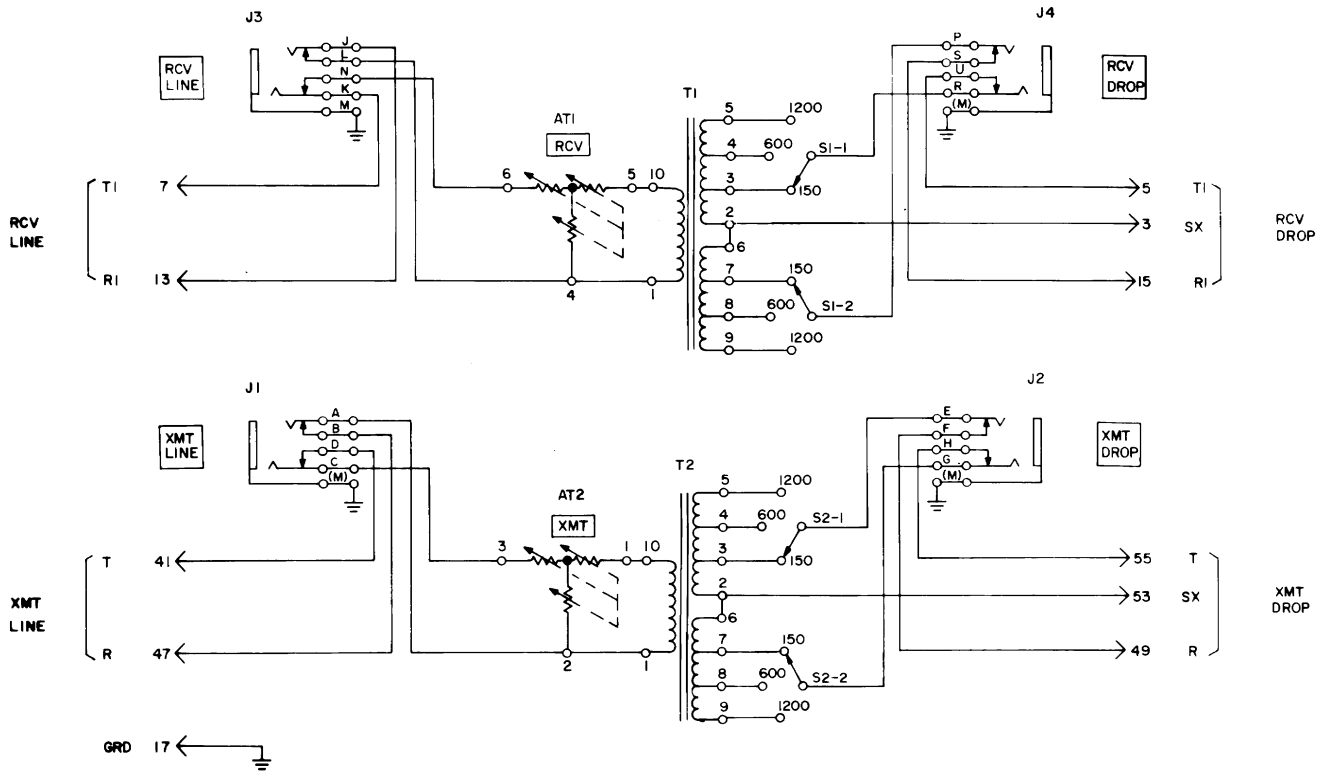 J3
J4
RCV
LINE
J
L
N
K
M
P
S
U
R
(M)
RCV
DROP
T1
AT1
RCV
5
1200
4
600
S1-1
3
150
6
5
10
2
6
7
150
4
1
8
600
S1-2
9
1200
RCV
LINE
T1
7
R1
13
5
T1
3
SX
15
R1
RCV
DROP
J1
J2
XMT
LINE
A
B
D
C
(M)
E
F
H
G
(M)
XMT
DROP
T2
AT2
XMT
5
1200
4
600
S2-1
3
150
3
1
10
2
6
7
150
2
1
8
600
S2-2
9
1200
XMT
LINE
T
41
R
47
55
T
53
SX
49
R
XMT
DROP
GRD 17